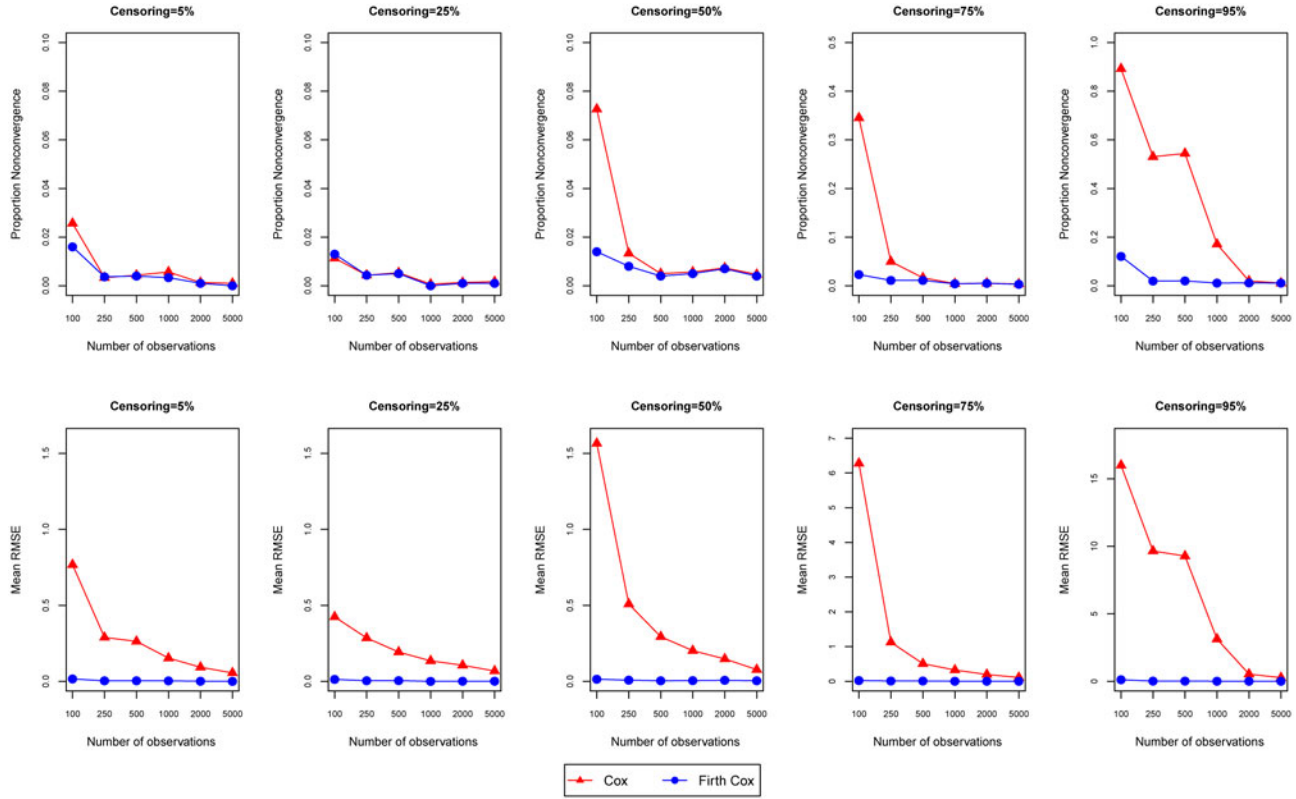 Censoring=5%
Censoring=25%
Censoring=50%
Censoring=75%
Censoring=95%
Proportion Nonconvergence
0.00 0.02 0.04 0.06 0.08 0.10
100 250 500 1000 2000 5000
Number of observations
Proportion Nonconvergence
0.00 0.02 0.04 0.06 0.08 0.10
100 250 500 1000 2000 5000
Number of observations
Proportion Nonconvergence
0.00 0.02 0.04 0.06 0.08 0.10
100 250 500 1000 2000 5000
Number of observations
Proportion Nonconvergence
0.0 0.1 0.2 0.3 0.4 0.5
100 250 500 1000 2000 5000
Number of observations
Proportion Nonconvergence
0.0 0.2 0.4 0.6 0.8 1.0
100 250 500 1000 2000 5000
Number of observations
Censoring=5%
Censoring=25%
Censoring=50%
Censoring=75%
Censoring=95%
Mean RMSE
0.0 0.5 1.0 1.5
100 250 500 1000 2000 5000
Number of observations
Mean RMSE
0.0 0.5 1.0 1.5
100 250 500 1000 2000 5000
Number of observations
Mean RMSE
0.0 0.5 1.0 1.5
100 250 500 1000 2000 5000
Number of observations
Mean RMSE
0 1 2 3 4 5 6 7
100 250 500 1000 2000 5000
Number of observations
Mean RMSE
0 5 10 15
100 250 500 1000 2000 5000
Number of observations
Cox Firth Cox